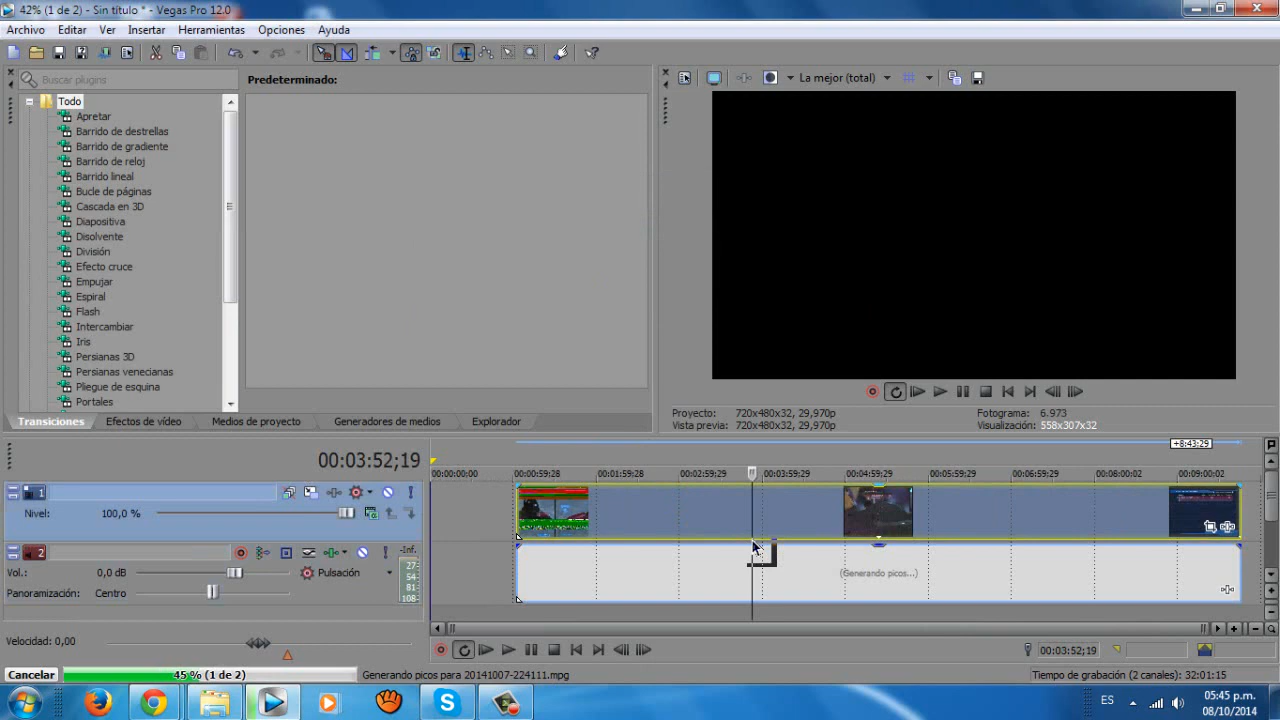 42% (1 de 2) - Sin título * - Vegas Pro 12.0
Archivo Editar Ver Insertar Herramientas Opciones Ayuda
Buscar plugins
Predeterminado:
La mejor (total)
Todo
Apretar
Barrido de destrellas
Barrido de gradiente
Barrido de reloj
Barrido lineal
Bucle de páginas
Cascada en 3D
Diapositiva
Disolvente
División
Efecto cruce
Empujar
Espiral
Flash
Intercambiar
Iris
Persianas 3D
Persianas venecianas
Pliegue de esquina
Portales
Transiciones Efectos de vídeo Medios de proyecto Generadores de medios Explorador
Proyecto: 720x480x32, 29,970p Fotograma: 6.973
Vista previa: 720x480x32, 29,970p Visualización: 558x307x32
+8:43:29
00:03:52;19
00:00:00:00 00:00:59:28 00:01:59:28 00:02:59:29 00:03:59:29 00:04:59:29 00:05:59:29 00:06:59:29 00:08:00:02 00:09:00:02
1
Nivel: 100,0 %
2
Vol.: 0,0 dB Pulsación
Panoramización: Centro
-Inf.
27-
54-
81-
108-
(Generando picos...)
Velocidad: 0,00
00:03:52;19
Cancelar 45 % (1 de 2) Generando picos para 20141007-224111.mpg Tiempo de grabación (2 canales): 32:01:15
ES 05:45 p.m.
08/10/2014